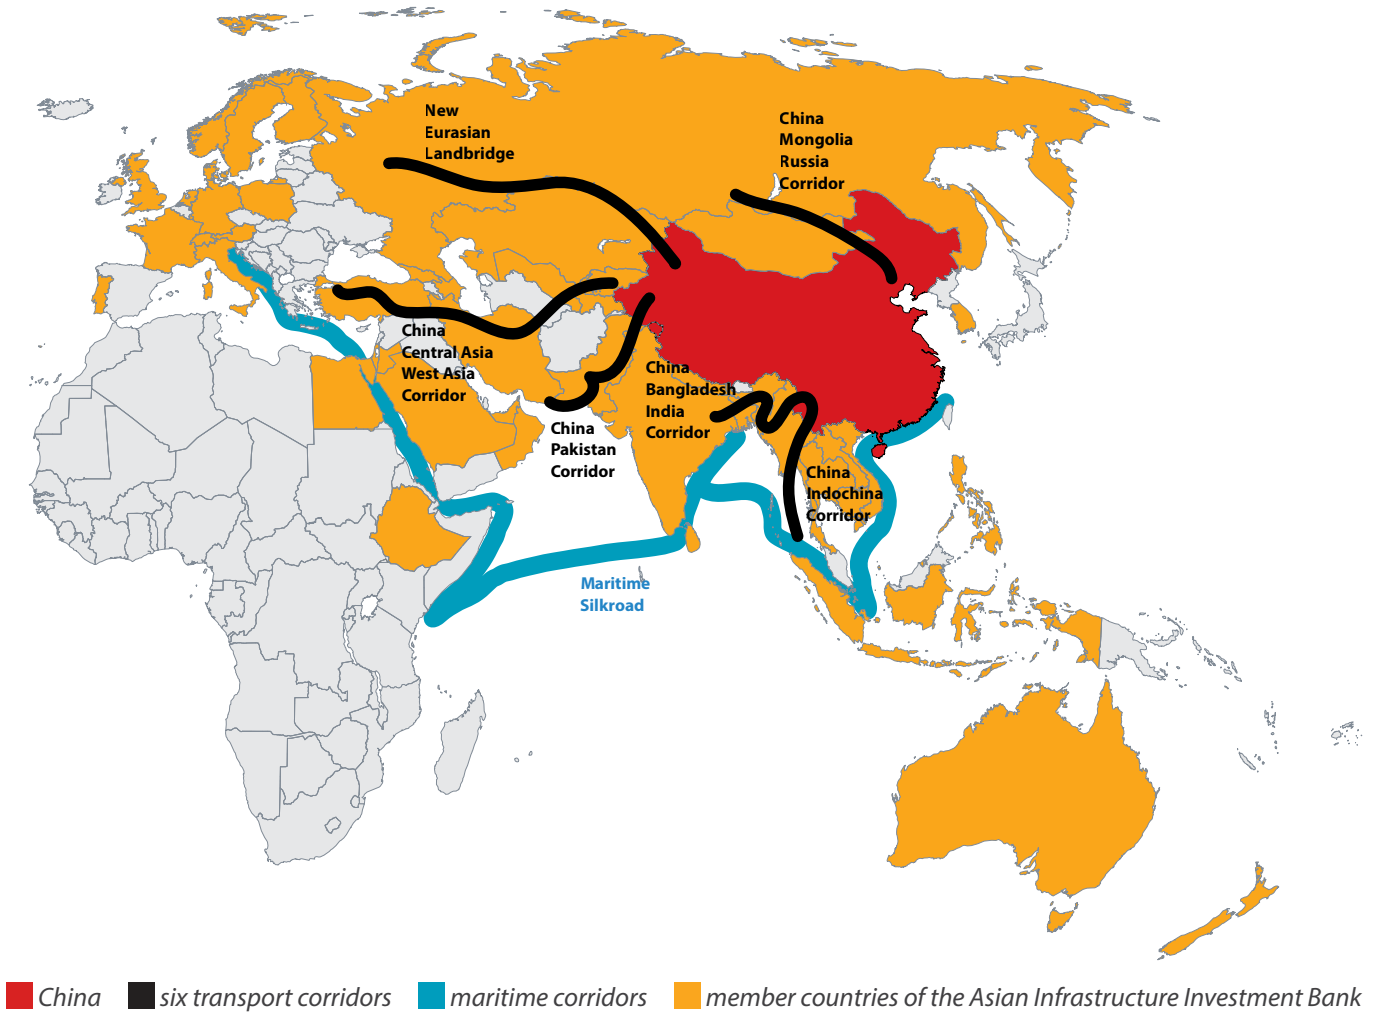 New
Eurasian
Landbridge
China
Mongolia
Russia
Corridor
China
Central Asia
West Asia
Corridor
China
Pakistan
Corridor
China
Bangladesh
India
Corridor
China
Indochina
Corridor
Maritime
Silkroad
China
six transport corridors
maritime corridors
member countries of the Asian Infrastructure Investment Bank